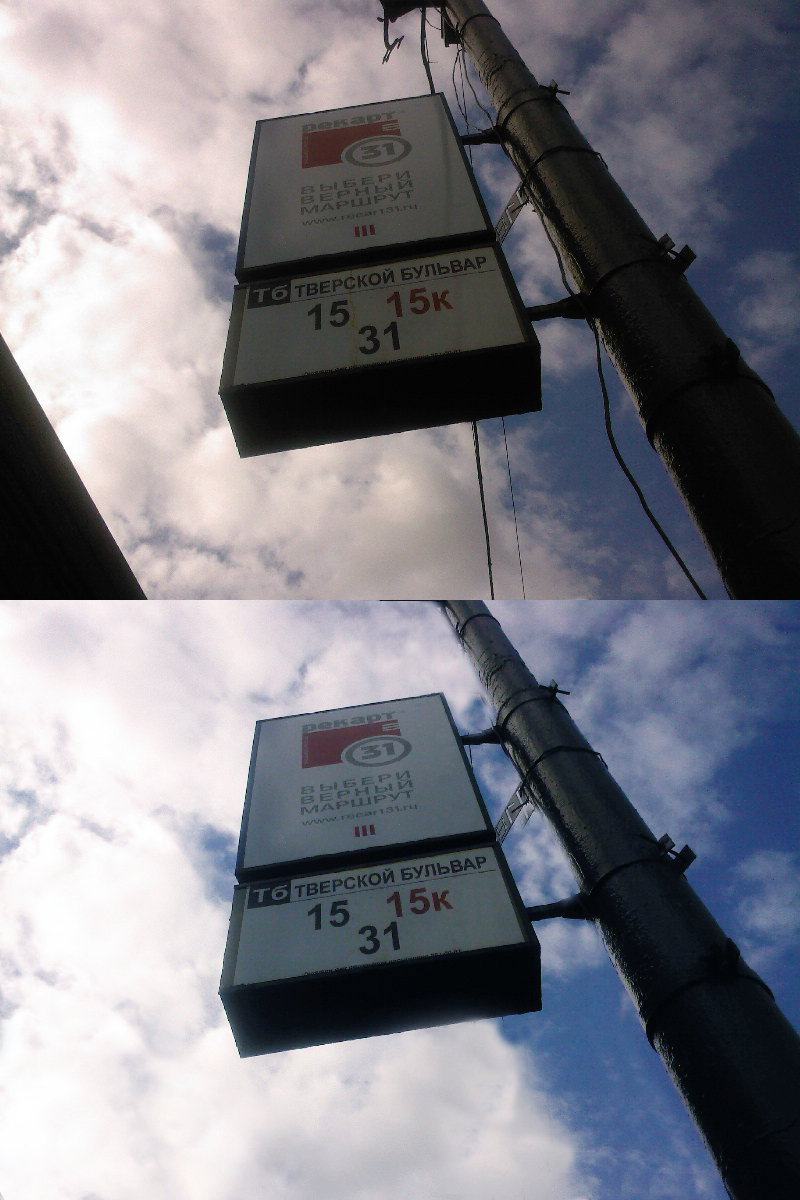 рекарт
31
ВЫБЕРИ
ВЕРНЫЙ
МАРШРУТ
www.recart31.ru
Тб ТВЕРСКОЙ БУЛЬВАР
15 15к
31
рекарт
31
ВЫБЕРИ
ВЕРНЫЙ
МАРШРУТ
www.recart31.ru
Тб ТВЕРСКОЙ БУЛЬВАР
15 15к
31